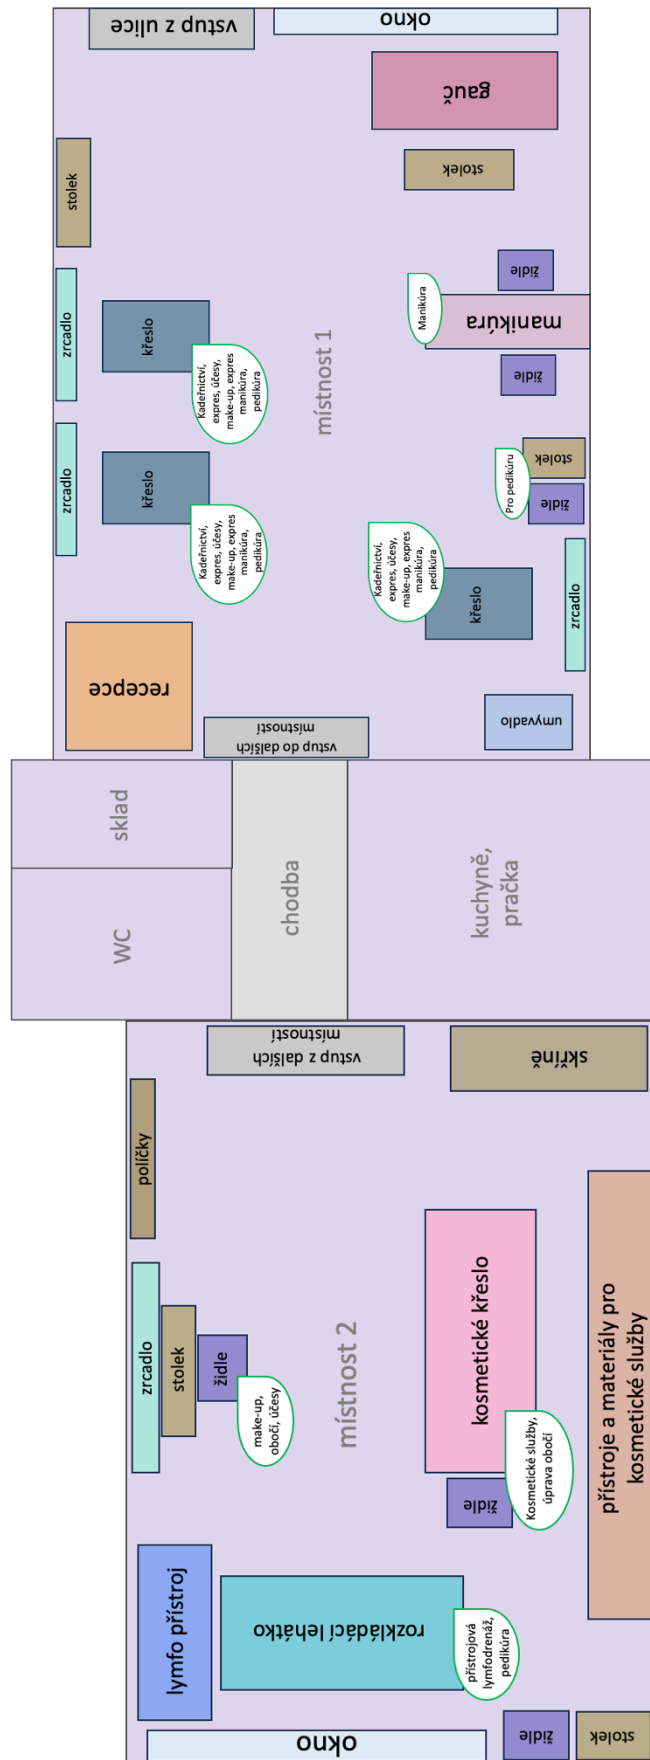 vstup z ulice
okno
gauč
stolek
stolek
židle
zrcadlo
Manikúra
manikúra
křeslo
místnost 1
židle
Kadeřnictví,
expres, účesy,
make-up, expres
manikúra,
pedikúra
zrcadlo
křeslo
stolek
Pro pedikúru
židle
Kadeřnictví,
expres, účesy,
make-up, expres
manikúra,
pedikúra
Kadeřnictví,
expres, účesy,
make-up, expres
manikúra,
pedikúra
křeslo
zrcadlo
recepce
umyvadlo
vstup do dalších
místností
sklad
WC
chodba
kuchyně,
pračka
vstup z dalších
místností
skříně
políčky
zrcadlo
stolek
židle
make-up,
obočí, účesy
místnost 2
kosmetické křeslo
přístroje a materiály pro
kosmetické služby
židle
Kosmetické služby,
úprava obočí
lymfo přístroj
rozkládácí lehátko
přístrojová
lymfodrenáž,
pedikúra
okno
židle
stolek